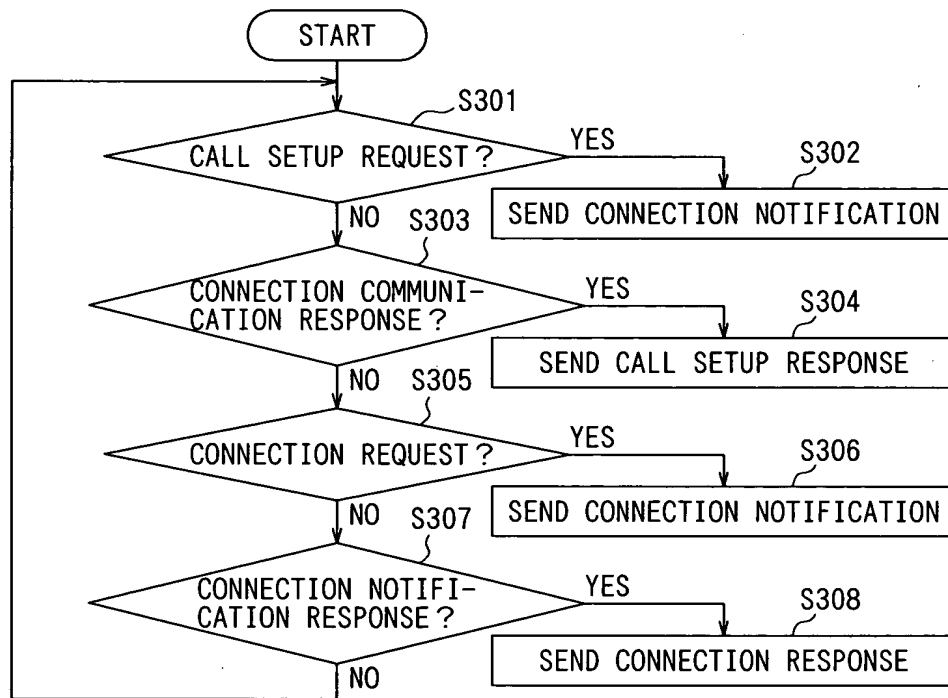 START
S301
CALL SETUP REQUEST?
YES
S302
SEND CONNECTION NOTIFICATION
NO
S303
CONNECTION COMMUNI-
CATION RESPONSE?
YES
S304
SEND CALL SETUP RESPONSE
NO
S305
CONNECTION REQUEST?
YES
S306
SEND CONNECTION NOTIFICATION
NO
S307
CONNECTION NOTIFI-
CATION RESPONSE?
YES
S308
SEND CONNECTION RESPONSE
NO